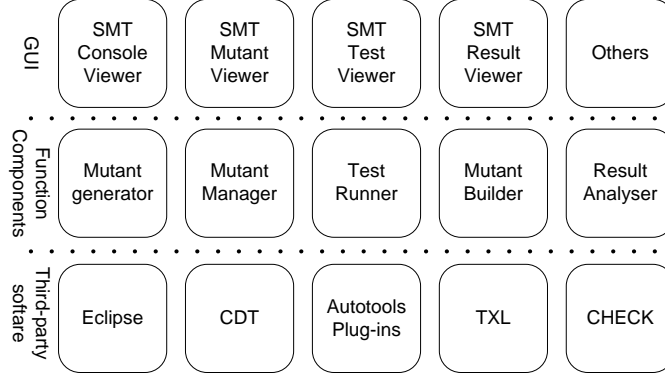 GUI
SMT
Console
Viewer
SMT
Mutant
Viewer
SMT
Test
Viewer
SMT
Result
Viewer
Others
Function
Components
Mutant
generator
Mutant
Manager
Test
Runner
Mutant
Builder
Result
Analyser
Third-party
softare
Eclipse
CDT
Autotools
Plug-ins
TXL
CHECK